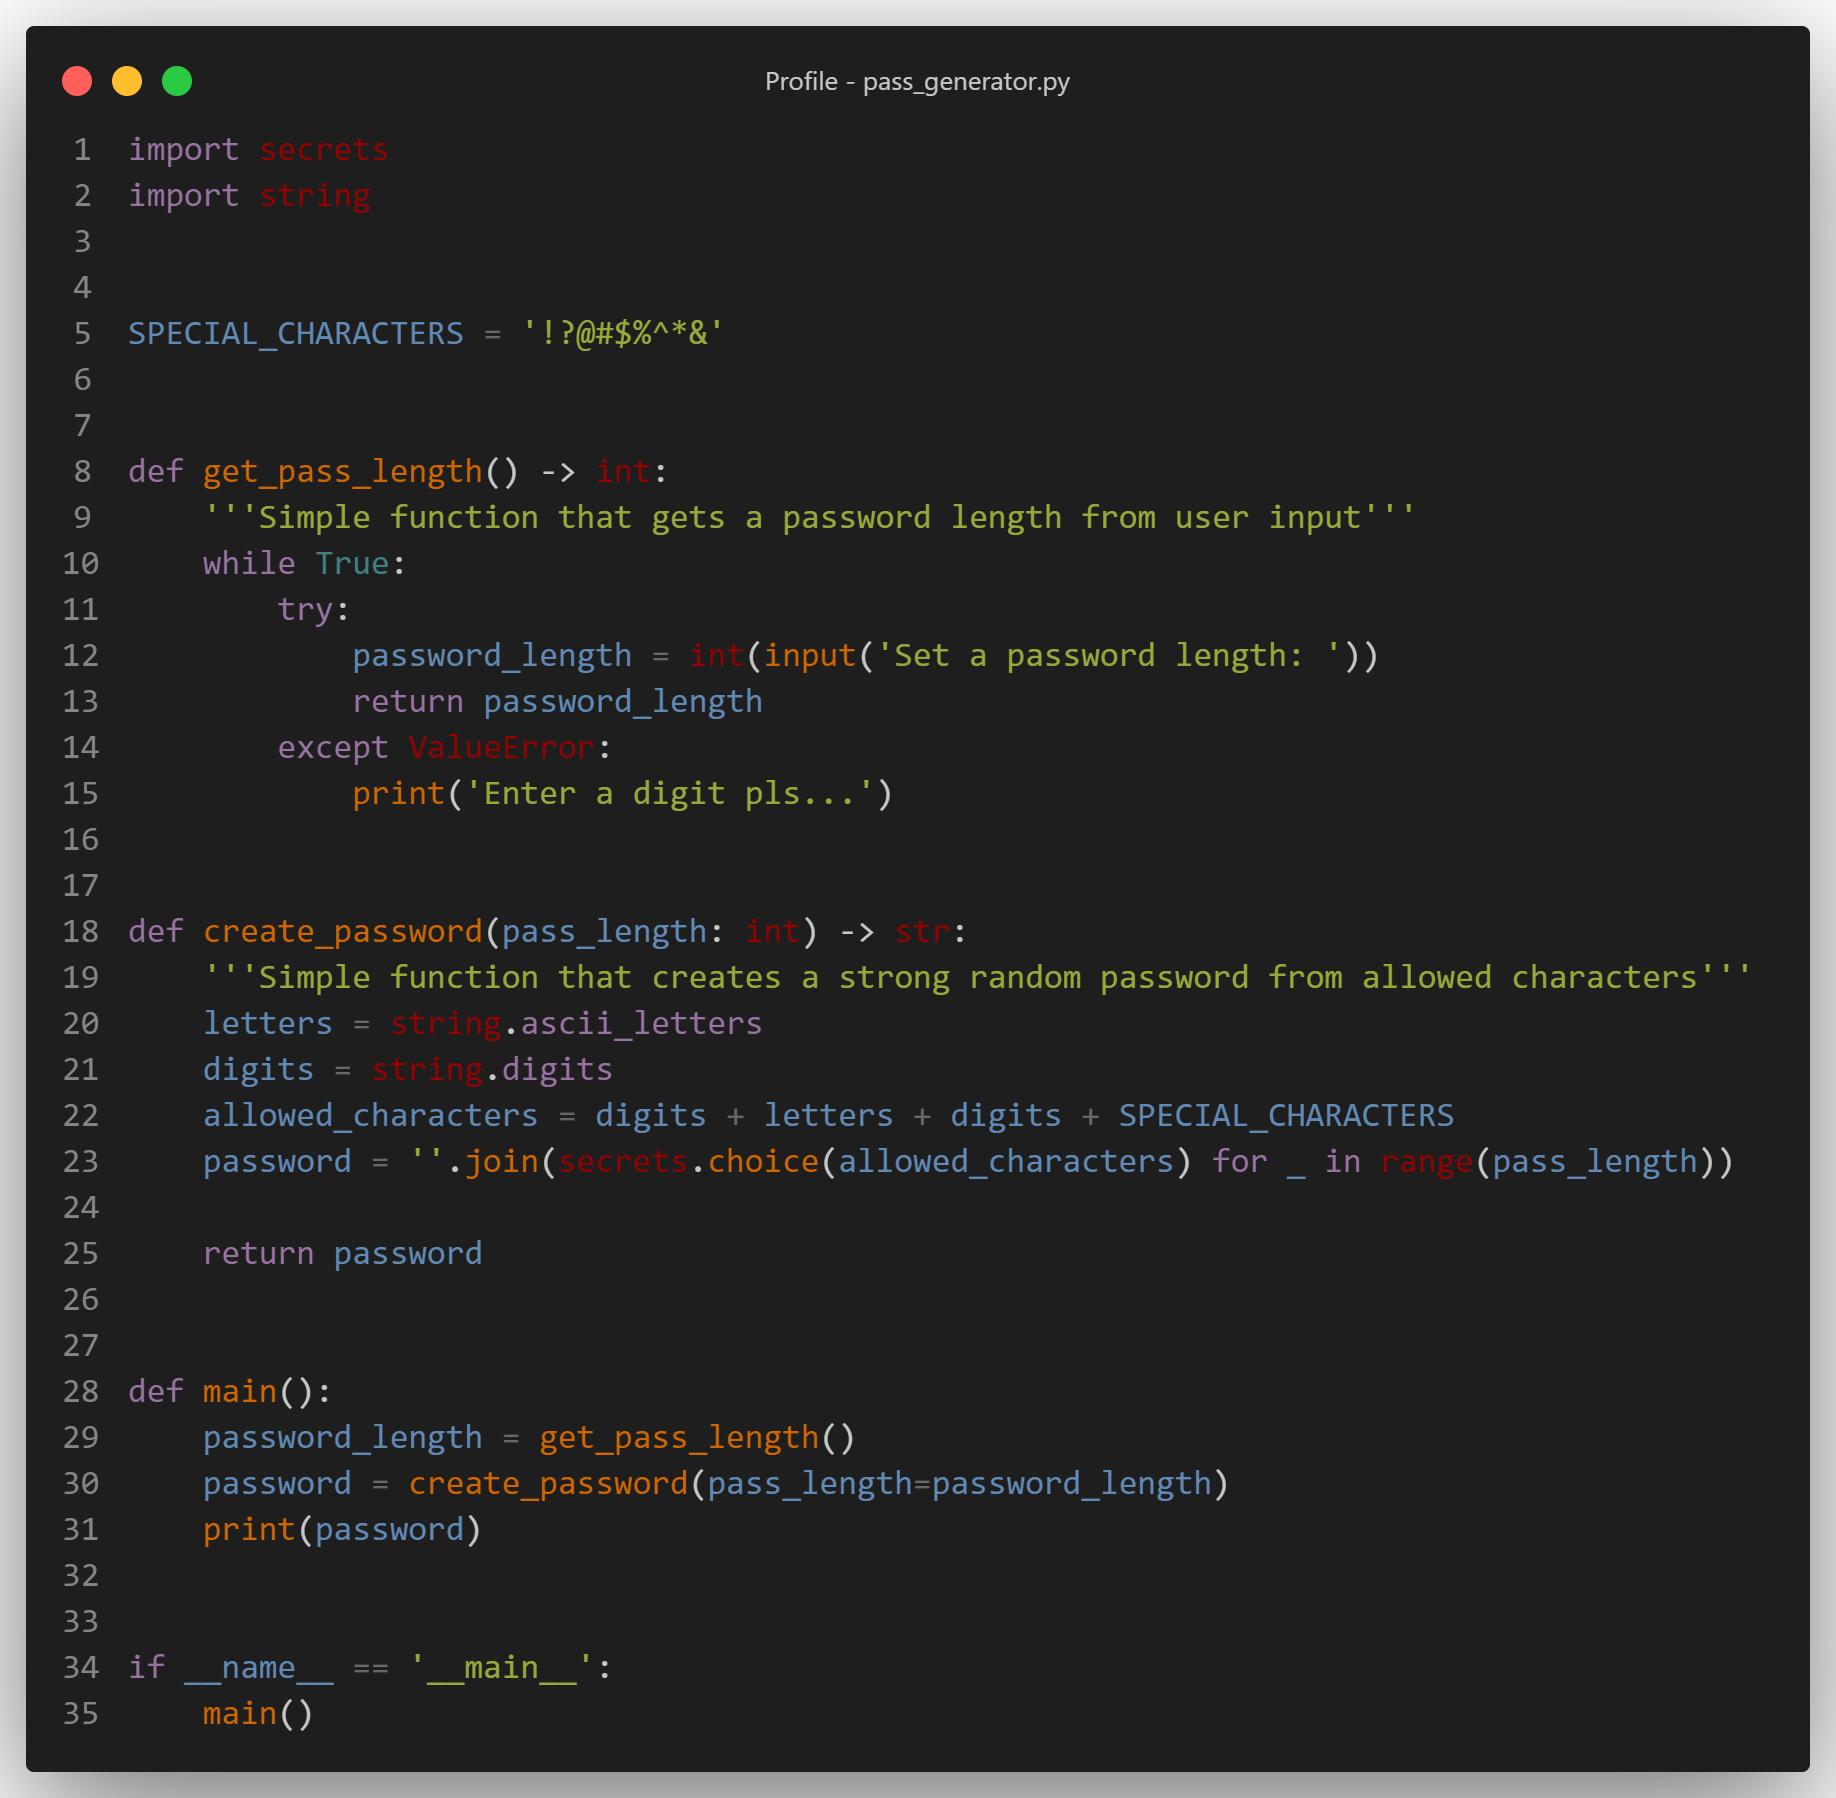 Profile - pass_generator.py
1 import secrets
2 import string
3
4
5 SPECIAL_CHARACTERS = '!?@#$%^*&'
6
7
8 def get_pass_length() -> int:
9     '''Simple function that gets a password length from user input'''
10     while True:
11         try:
12             password_length = int(input('Set a password length: '))
13             return password_length
14         except ValueError:
15             print('Enter a digit pls...')
16
17
18 def create_password(pass_length: int) -> str:
19     '''Simple function that creates a strong random password from allowed characters'''
20     letters = string.ascii_letters
21     digits = string.digits
22     allowed_characters = digits + letters + digits + SPECIAL_CHARACTERS
23     password = ''.join(secrets.choice(allowed_characters) for _ in range(pass_length))
24
25     return password
26
27
28 def main():
29     password_length = get_pass_length()
30     password = create_password(pass_length=password_length)
31     print(password)
32
33
34 if __name__ == '__main__':
35     main()